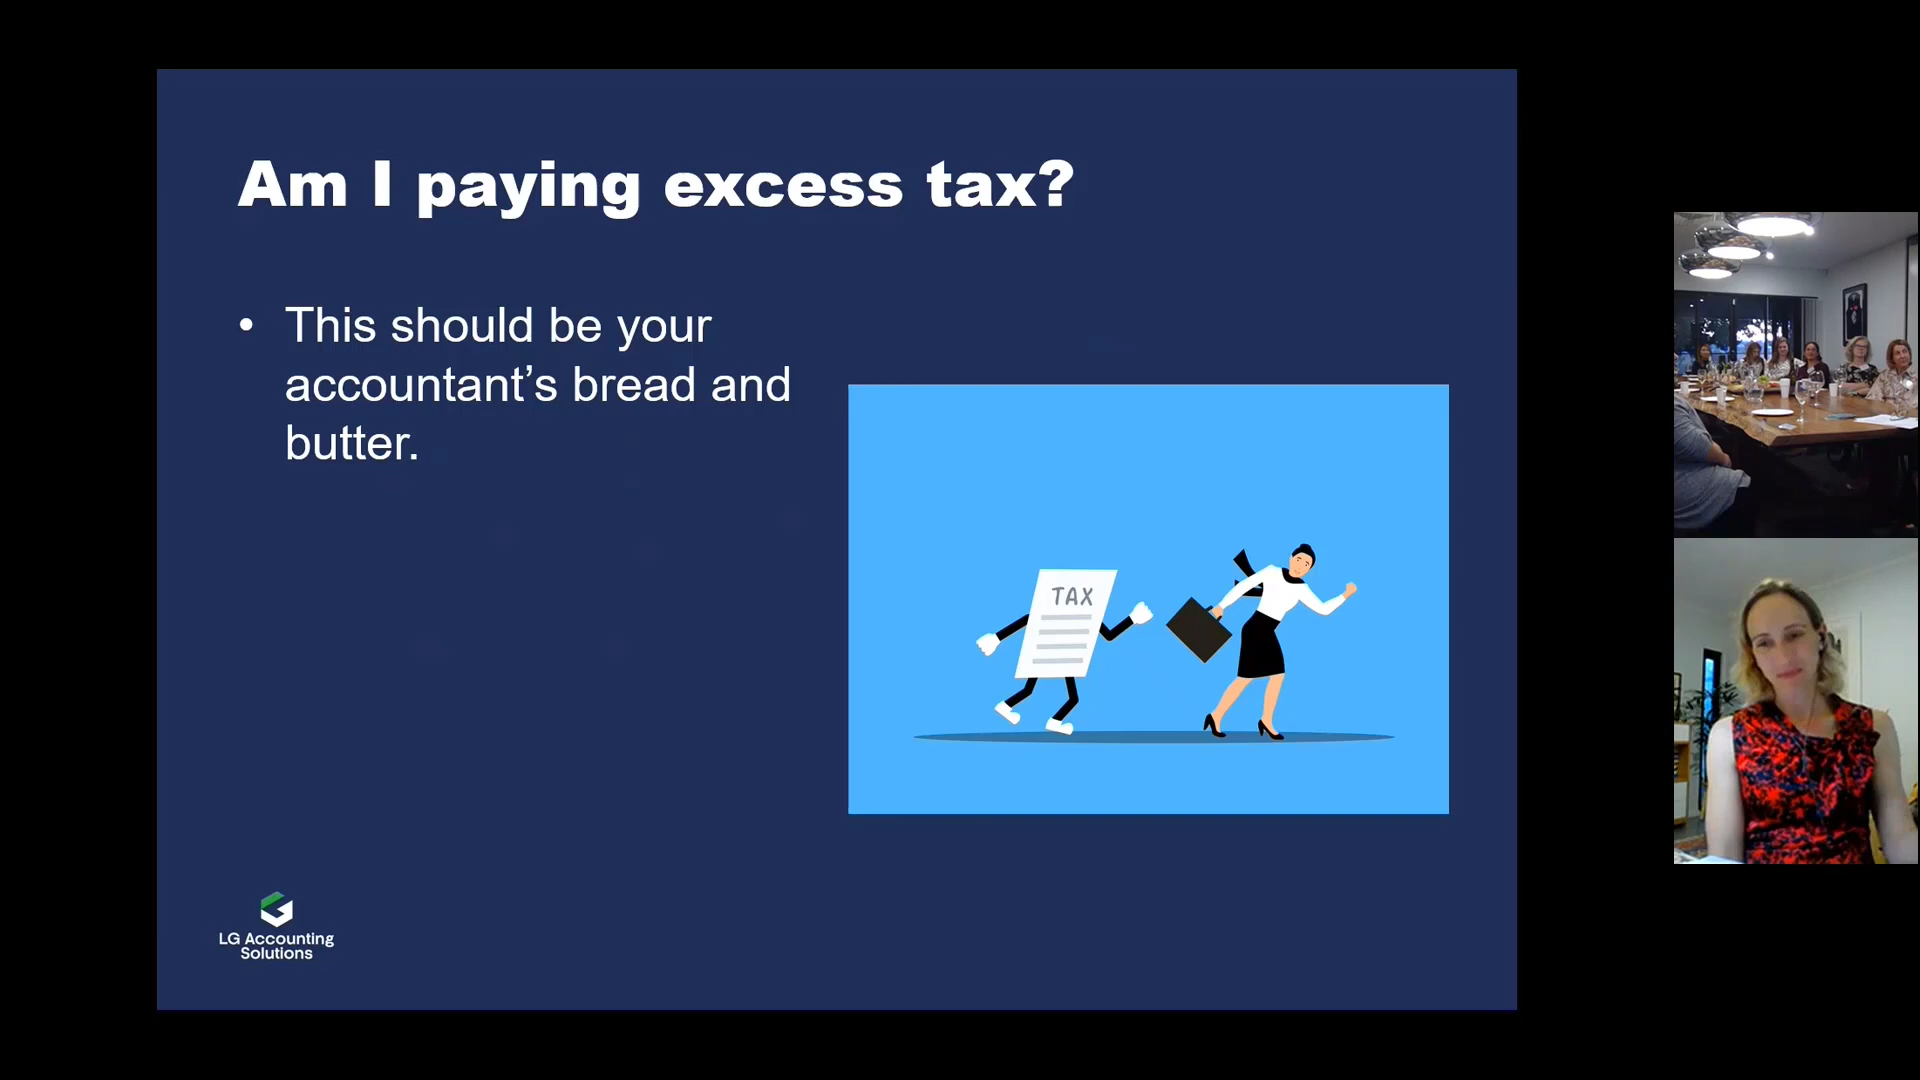 Am I paying excess tax?
• This should be your
accountant’s bread and
butter.
TAX
LG Accounting
Solutions